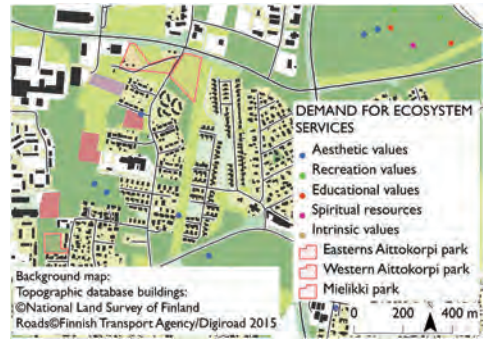 DEMAND FOR ECOSYSTEM
SERVICES
Aesthetic values
Recreation values
Educational values
Spiritual resources
Intrinsic values
Easterns Aittokorpi park
Western Aittokorpi park
Mielikki park
Background map:
Topographic database buildings:
©National Land Survey of Finland
Roads©Finnish Transport Agency/Digiroad 2015
0 200 400 m